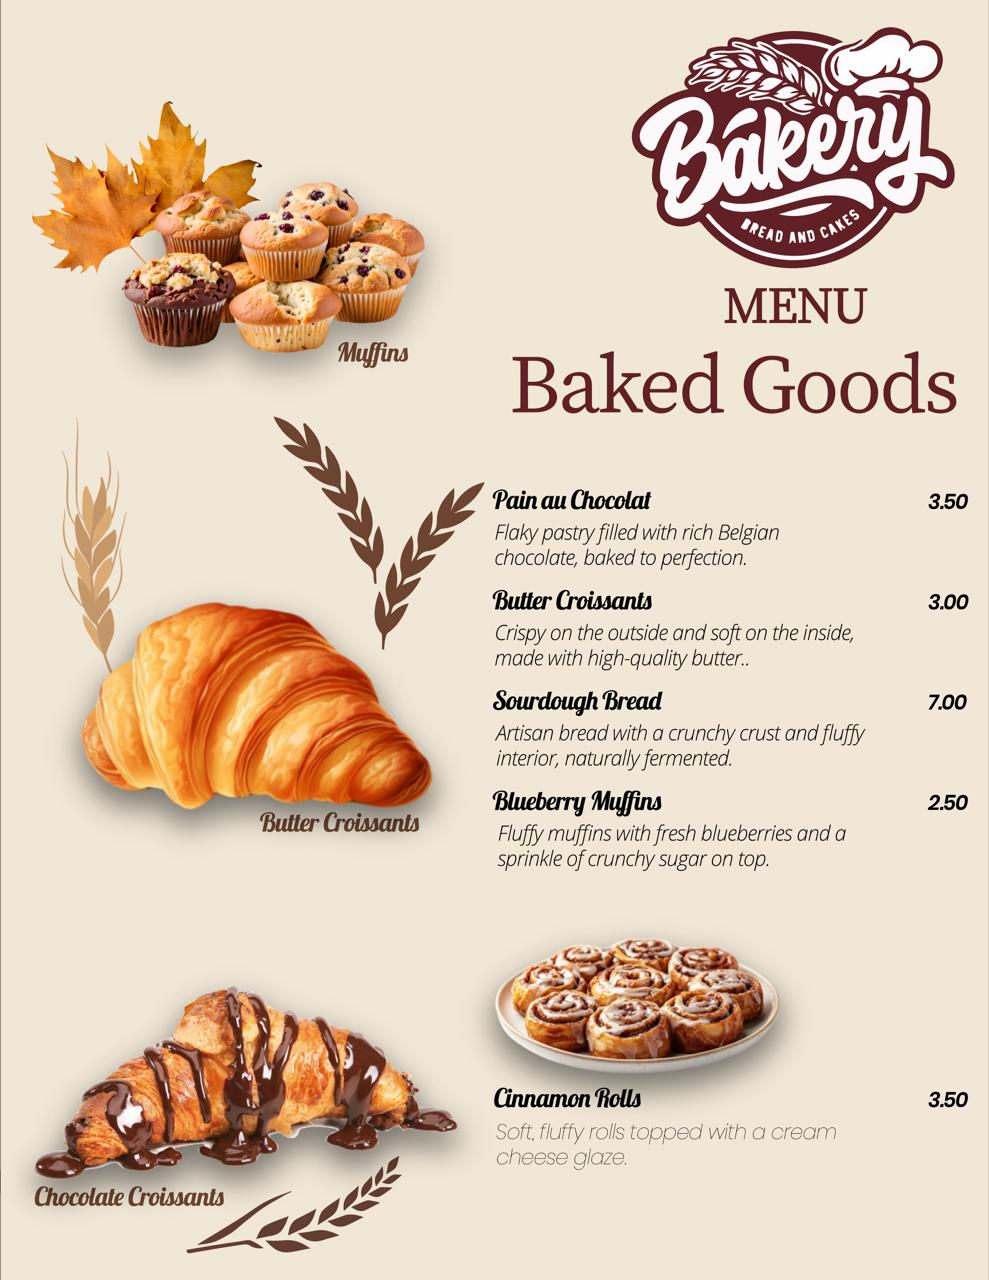 Bákery
BREAD AND CAKES
MENU
Baked Goods
Muffins
Pain au Chocolat 3.50
Flaky pastry filled with rich Belgian
chocolate, baked to perfection.
Butter Croissants 3.00
Crispy on the outside and soft on the inside,
made with high-quality butter..
Sourdough Bread 7.00
Artisan bread with a crunchy crust and fluffy
interior, naturally fermented.
Blueberry Muffins 2.50
Fluffy muffins with fresh blueberries and a
sprinkle of crunchy sugar on top.
Butter Croissants
Cinnamon Rolls 3.50
Soft, fluffy rolls topped with a cream
cheese glaze.
Chocolate Croissants